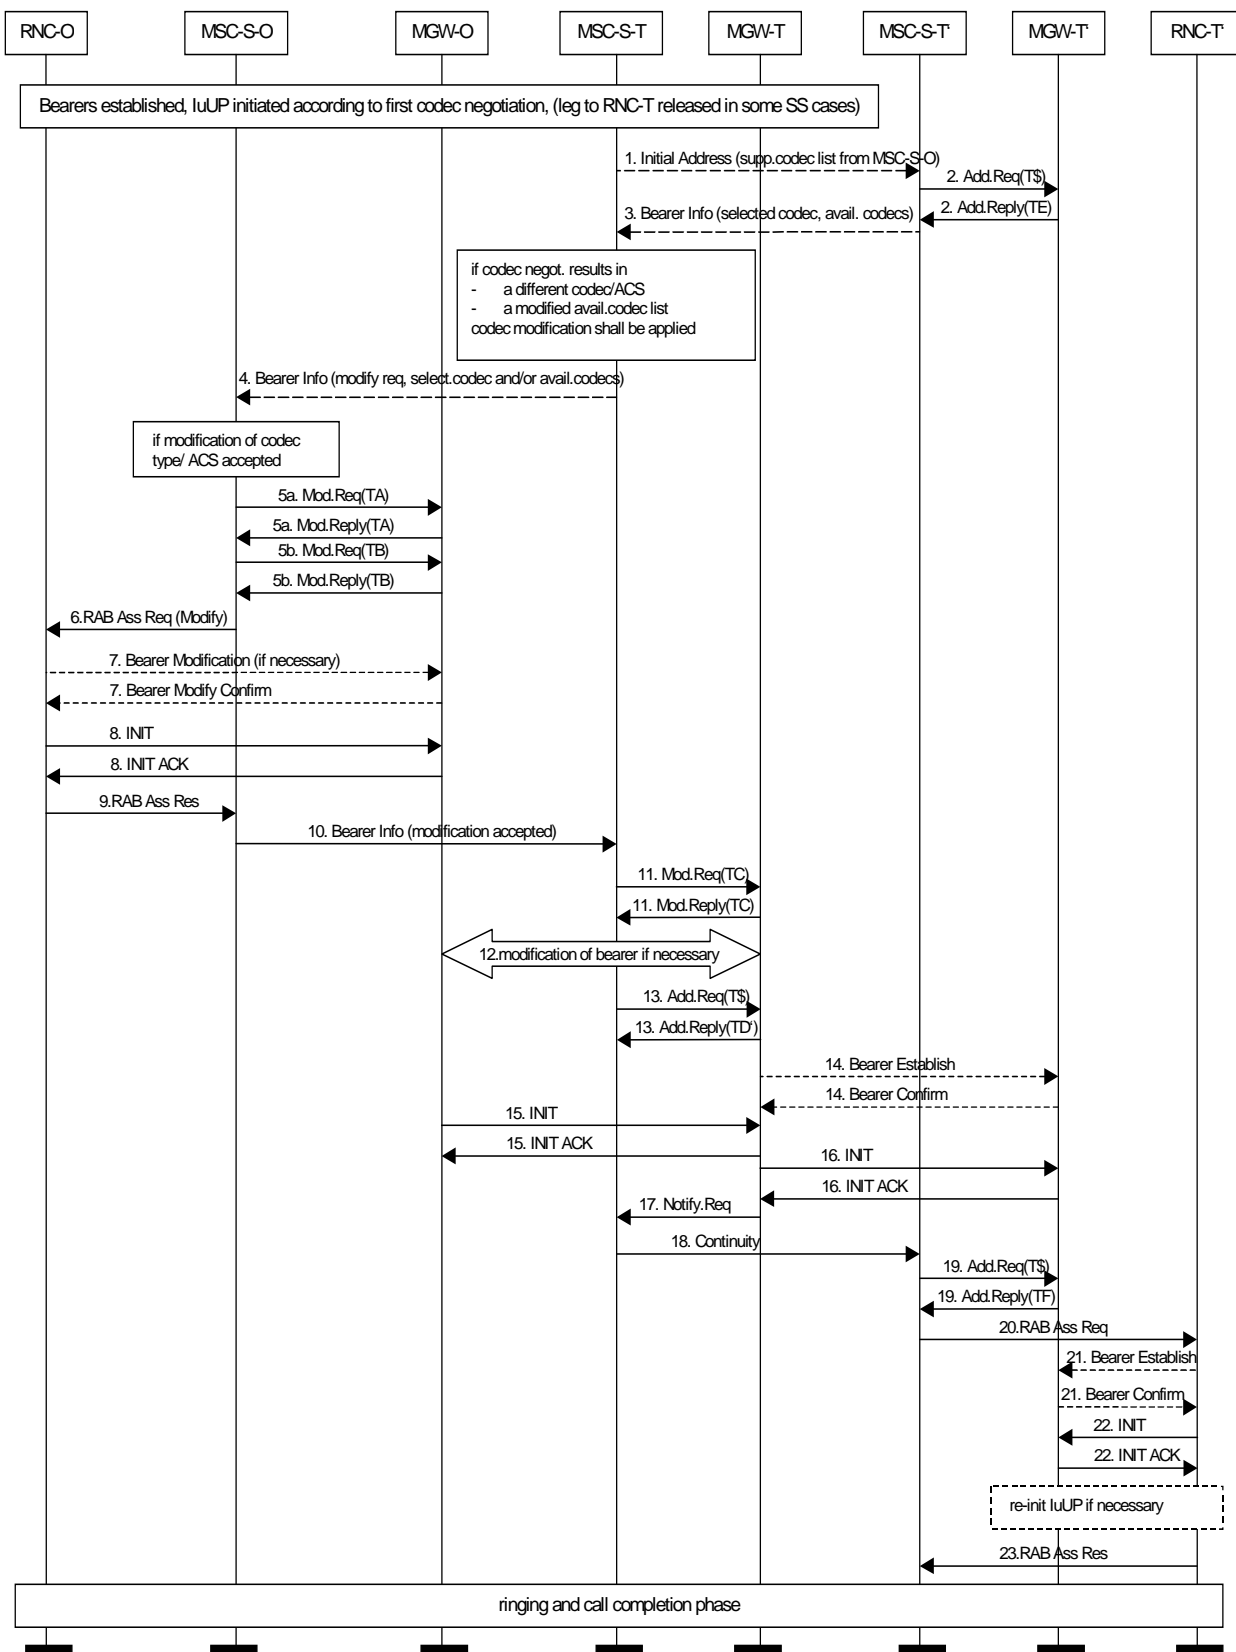 RNC-O MSC-S-O MGW-O MSC-S-T MGW-T MSC-S-T' MGW-T' RNC-T'
Bearers established, IuUP initiated according to first codec negotiation, (leg to RNC-T released in some SS cases)
1. Initial Address (supp.codec list from MSC-S-O)
2. Add.Req(T$)
3. Bearer Info (selected codec, avail. codecs)
2. Add.Reply(TE)
if codec negot. results in
- a different codec/ACS
- a modified avail.codec list
codec modification shall be applied
4. Bearer Info (modify req, select.codec and/or avail.codecs)
if modification of codec
type/ ACS accepted
5a. Mod.Req(TA)
5a. Mod.Reply(TA)
5b. Mod.Req(TB)
5b. Mod.Reply(TB)
6.RAB Ass Req (Modify)
7. Bearer Modification (if necessary)
7. Bearer Modify Confirm
8. INIT
8. INIT ACK
9.RAB Ass Res
10. Bearer Info (modification accepted)
11. Mod.Req(TC)
11. Mod.Reply(TC)
12.modification of bearer if necessary
13. Add.Req(T$)
13. Add.Reply(TD')
14. Bearer Establish
14. Bearer Confirm
15. INIT
15. INIT ACK
16. INIT
16. INIT ACK
17. Notify.Req
18. Continuity
19. Add.Req(T$)
19. Add.Reply(TF)
20.RAB Ass Req
21. Bearer Establish
21. Bearer Confirm
22. INIT
22. INIT ACK
re-init IuUP if necessary
23.RAB Ass Res
ringing and call completion phase